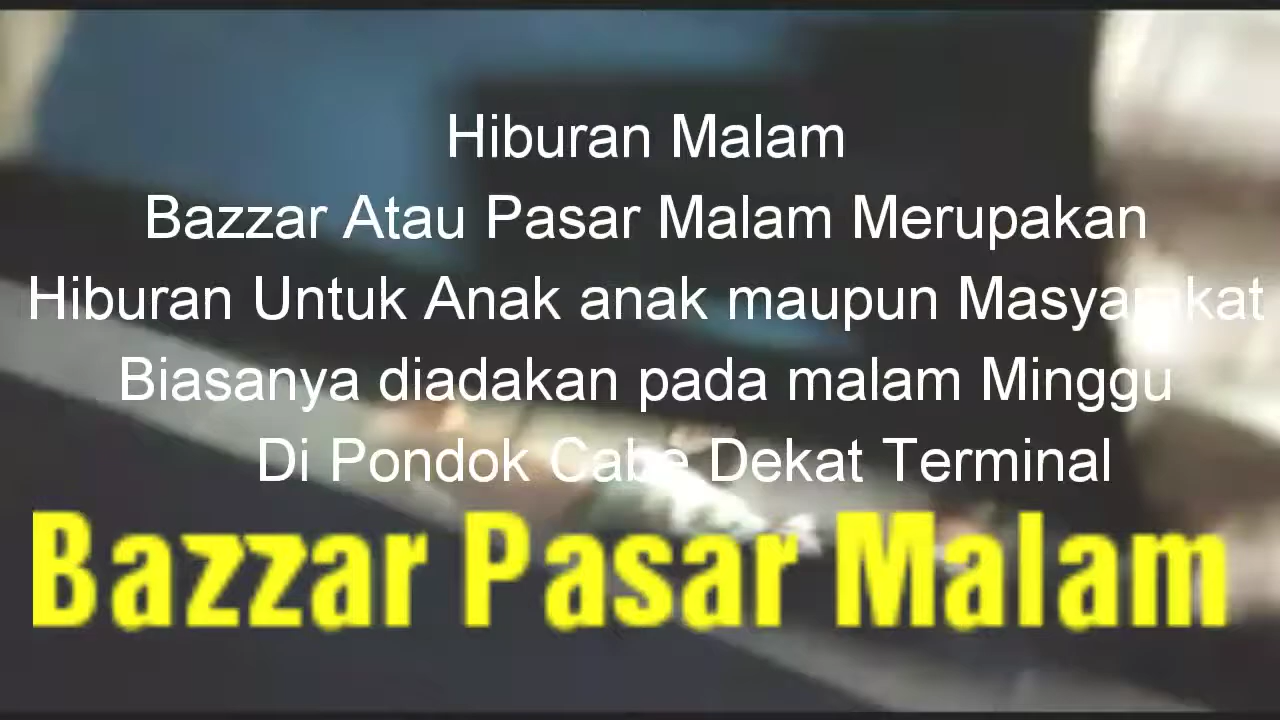 Hiburan Malam
Bazzar Atau Pasar Malam Merupakan
Hiburan Untuk Anak anak maupun Masyarakat
Biasanya diadakan pada malam Minggu
Di Pondok Cabe Dekat Terminal
Bazzar Pasar Malam